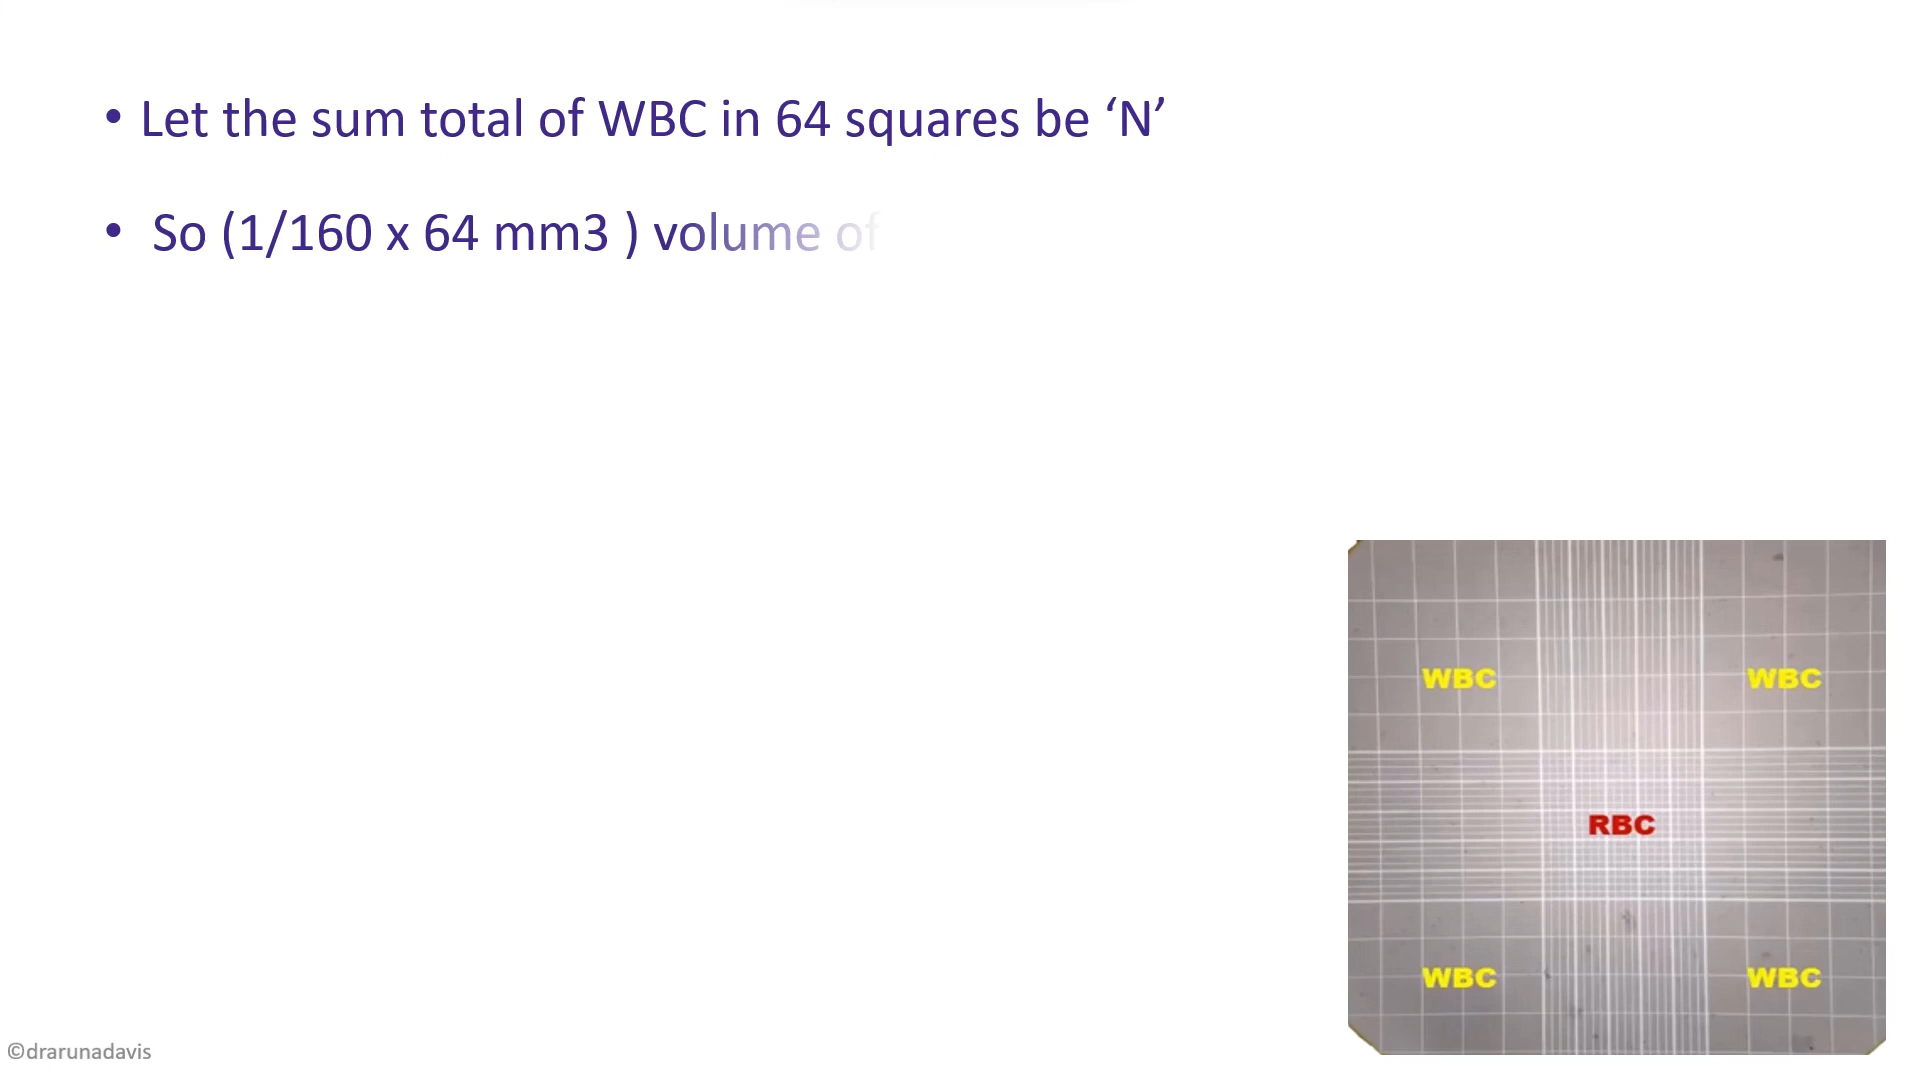 • Let the sum total of WBC in 64 squares be ‘N’
• So (1/160 x 64 mm3 ) volume of
WBC WBC
RBC
WBC WBC
©drarunadavis